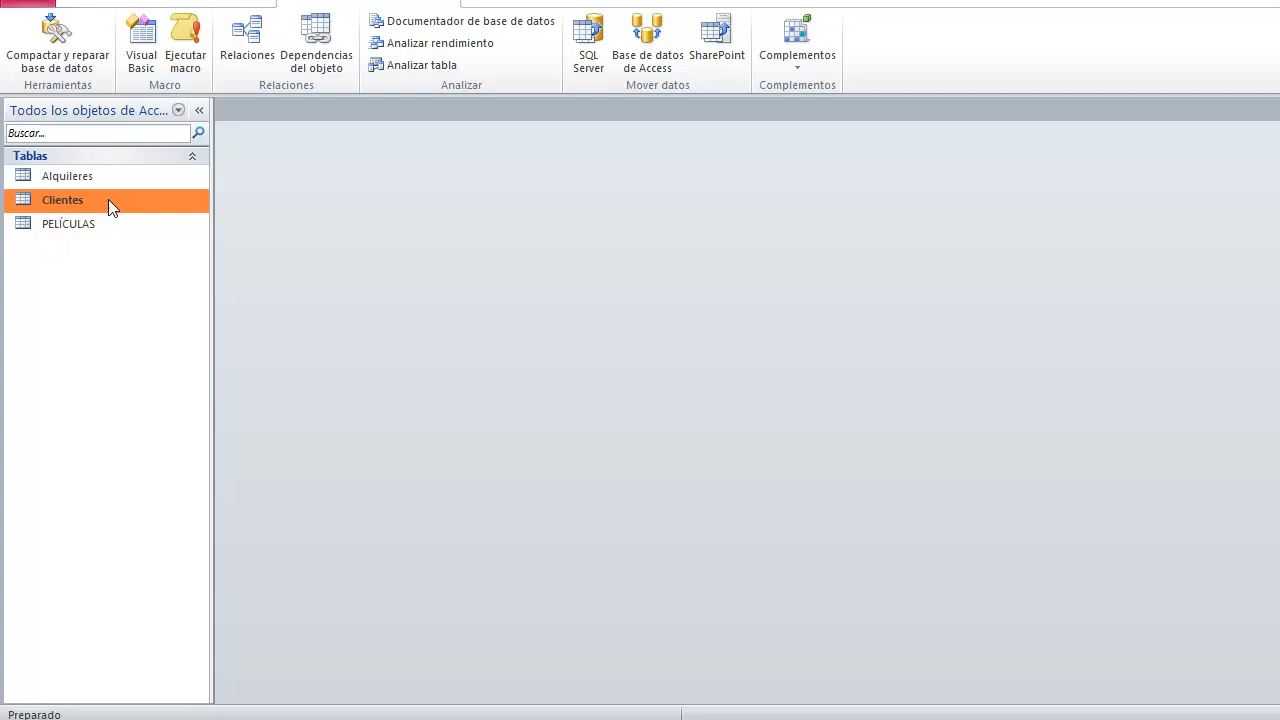 Compactar y reparar
base de datos
Herramientas
Visual
Basic
Ejecutar
macro
Macro
Relaciones
Dependencias
del objeto
Relaciones
Documentador de base de datos
Analizar rendimiento
Analizar tabla
Analizar
SQL
Server
Base de datos
de Access
SharePoint
Mover datos
Complementos
Complementos
Todos los objetos de Acc...
Buscar...
Tablas
Alquileres
Clientes
PELÍCULAS
Preparado